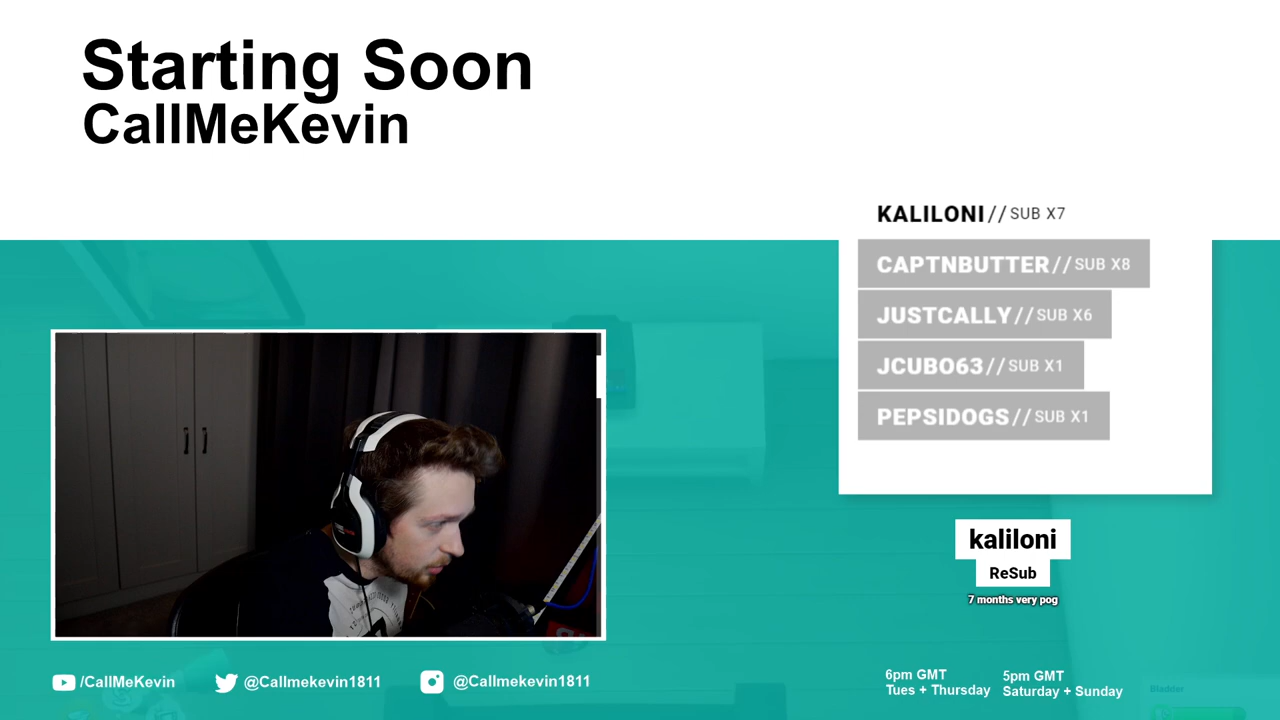 Starting Soon
CallMeKevin
KALILONI // SUB X7
CAPTNBUTTER // SUB X8
JUSTCALLY // SUB X6
JCUBO63 // SUB X1
PEPSIDOGS // SUB X1
kaliloni
ReSub
7 months very pog
/CallMeKevin
@Callmekevin1811
@Callmekevin1811
6pm GMT
Tues + Thursday
5pm GMT
Saturday + Sunday
Bladder